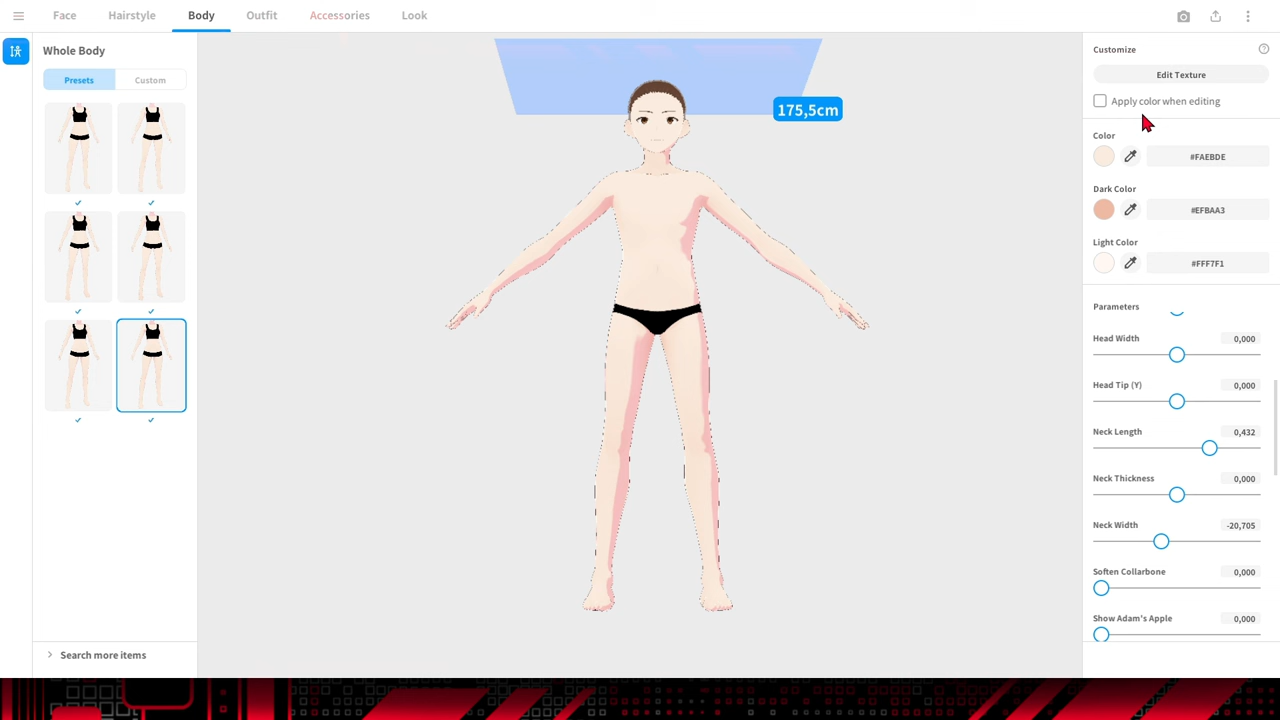 Face Hairstyle Body Outfit Accessories Look
Whole Body
Presets Custom
Search more items
175,5cm
Customize
Edit Texture
Apply color when editing
Color
#FAEBDE
Dark Color
#EFBAA3
Light Color
#FFF7F1
Parameters
Head Width 0,000
Head Tip (Y) 0,000
Neck Length 0,432
Neck Thickness 0,000
Neck Width -20,705
Soften Collarbone 0,000
Show Adam's Apple 0,000